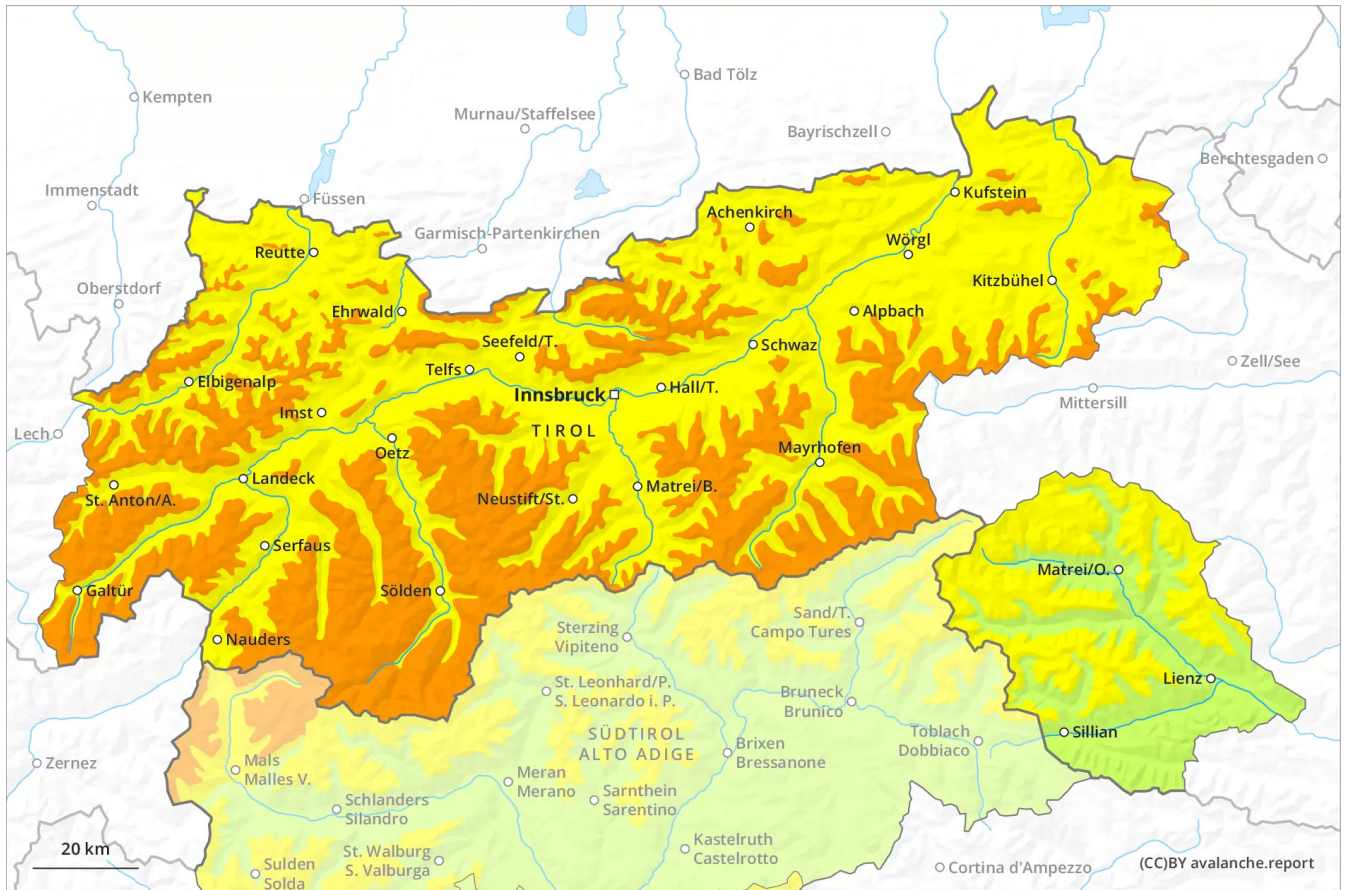 Bad Tölz
Kempten
Murnau/Staffelsee
Bayrischzell
Berchtesgaden
Immenstadt
Füssen
Kufstein
Achenkirch
Garmisch-Partenkirchen
Reutte
Wörgl
Kitzbühel
Oberstdorf
Ehrwald
Alpbach
Seefeld/T.
Schwaz
Zell/See
Telfs
Elbigenalp
Hall/T.
Innsbruck
Mittersill
Imst
TIROL
Lech
Mayrhofen
Oetz
Landeck
Matrei/B.
St. Anton/A.
Neustift/St.
Serfaus
Matrei/O.
Galtür
Sölden
Sand/T.
Campo Tures
Sterzing
Vipiteno
Nauders
Lienz
St. Leonhard/P.
S. Leonardo i. P.
Bruneck
Brunico
Sillian
SÜDTIROL
ALTO ADIGE
Toblach
Dobbiaco
Brixen
Bressanone
Zernez
Mals
Malles V.
Meran
Merano
Sarnthein
Sarentino
Schlanders
Silandro
Kastelruth
Castelrotto
20 km
St. Walburg
S. Valburga
Sulden
Solda
Cortina d'Ampezzo
(CC)BY avalanche.report